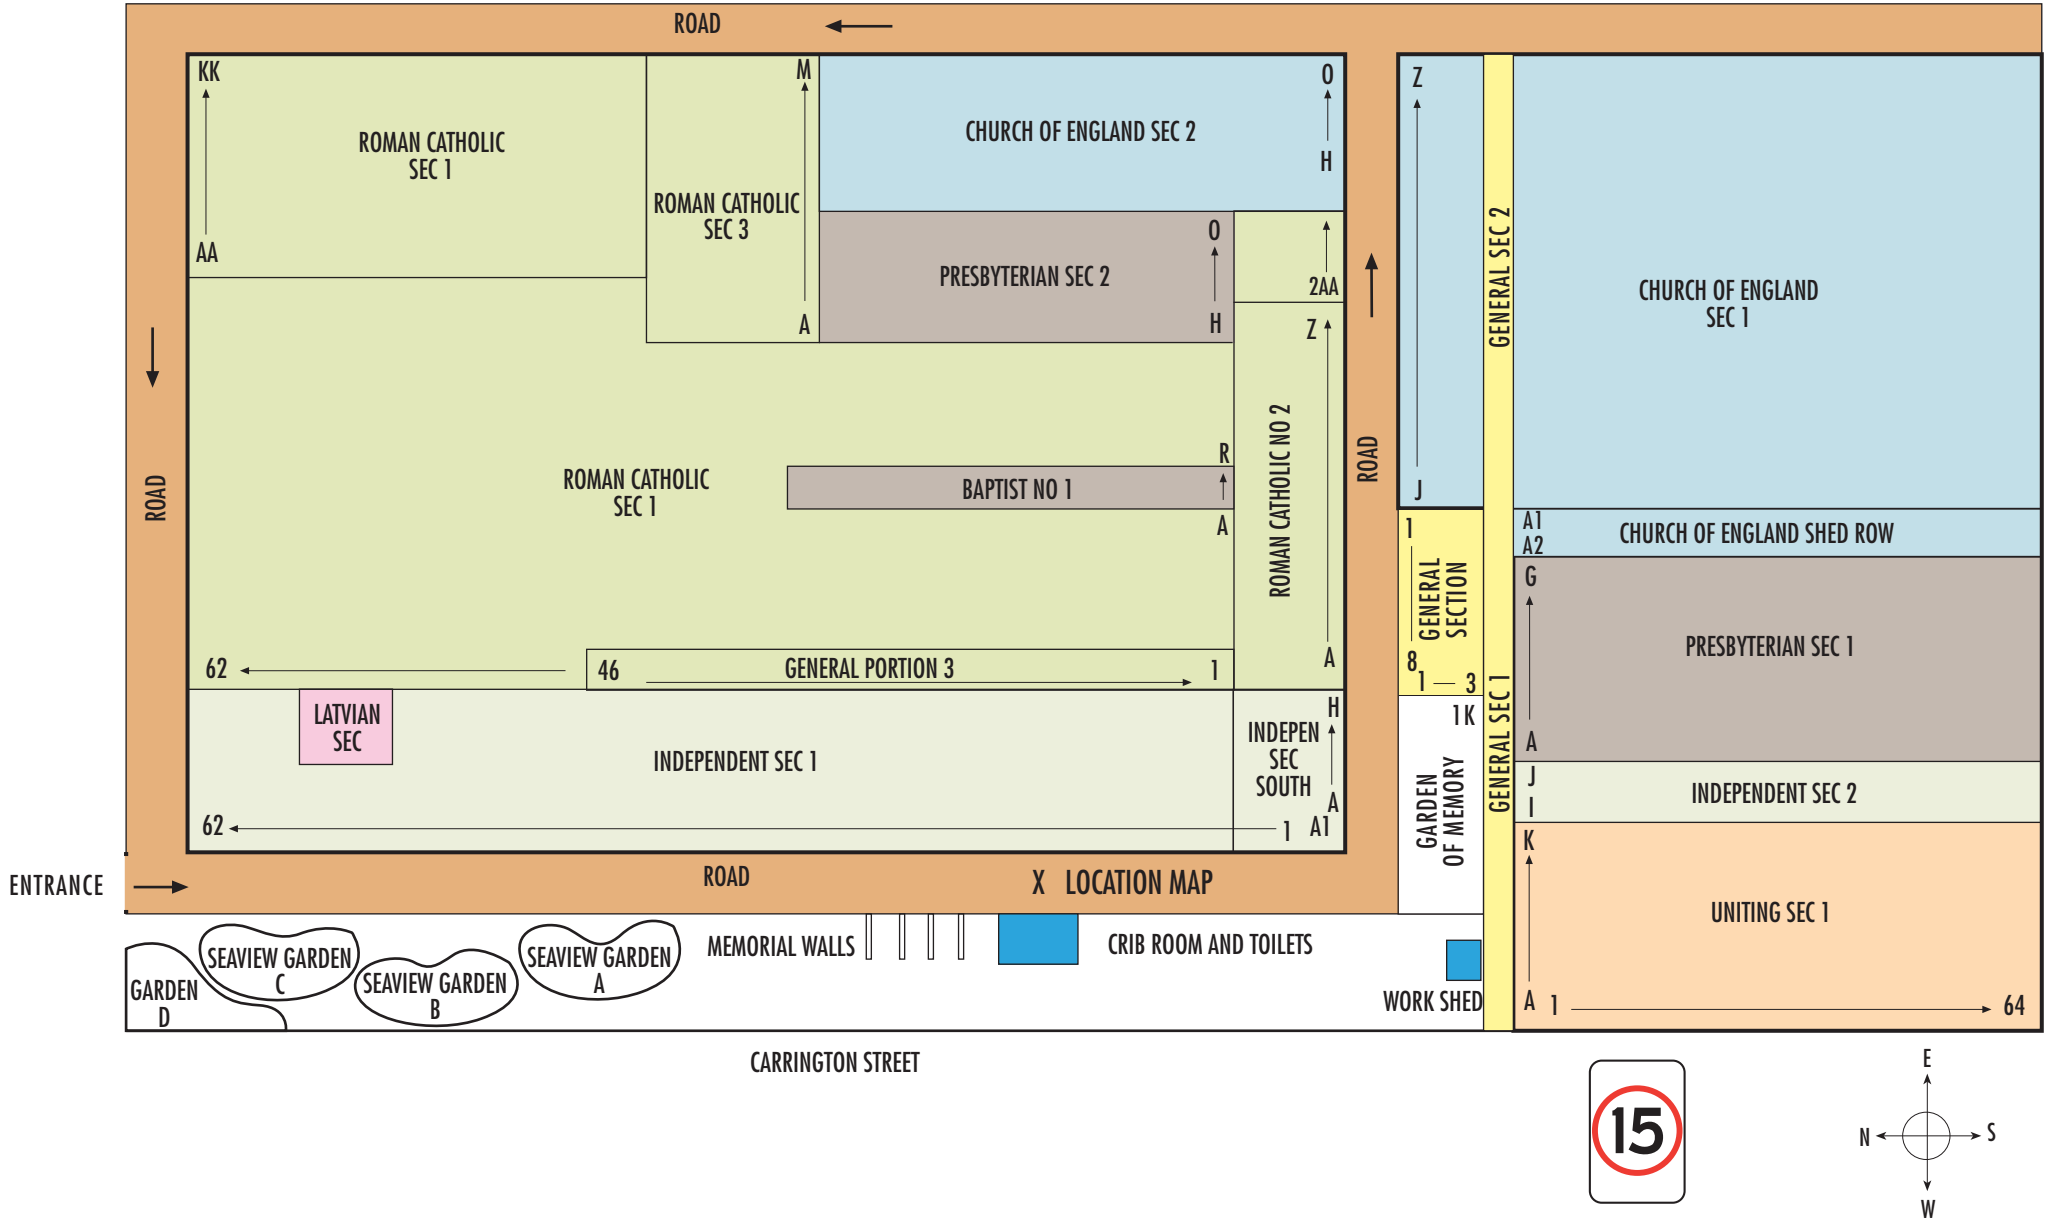 ROAD
KK
AA
ROMAN CATHOLIC
SEC 1
M
A
ROMAN CATHOLIC
SEC 3
CHURCH OF ENGLAND SEC 2
O
H
PRESBYTERIAN SEC 2
O
H
2AA
Z
A
ROMAN CATHOLIC NO 2
ROMAN CATHOLIC
SEC 1
R
BAPTIST NO 1
A
62
46
GENERAL PORTION 3
1
LATVIAN
SEC
INDEPENDENT SEC 1
62
1
INDEPEN
SEC
SOUTH
H
A
A1
ROAD
ROAD
Z
J
GENERAL SEC 2
CHURCH OF ENGLAND
SEC 1
1
8
GENERAL
SECTION
1
3
1K
GARDEN
OF MEMORY
GENERAL SEC 1
A1
A2
CHURCH OF ENGLAND SHED ROW
G
A
PRESBYTERIAN SEC 1
J
I
INDEPENDENT SEC 2
K
A
UNITING SEC 1
1
64
ENTRANCE
ROAD
X LOCATION MAP
SEAVIEW GARDEN
C
SEAVIEW GARDEN
B
SEAVIEW GARDEN
A
GARDEN
D
MEMORIAL WALLS
CRIB ROOM AND TOILETS
WORK SHED
CARRINGTON STREET
15
E
N
S
W